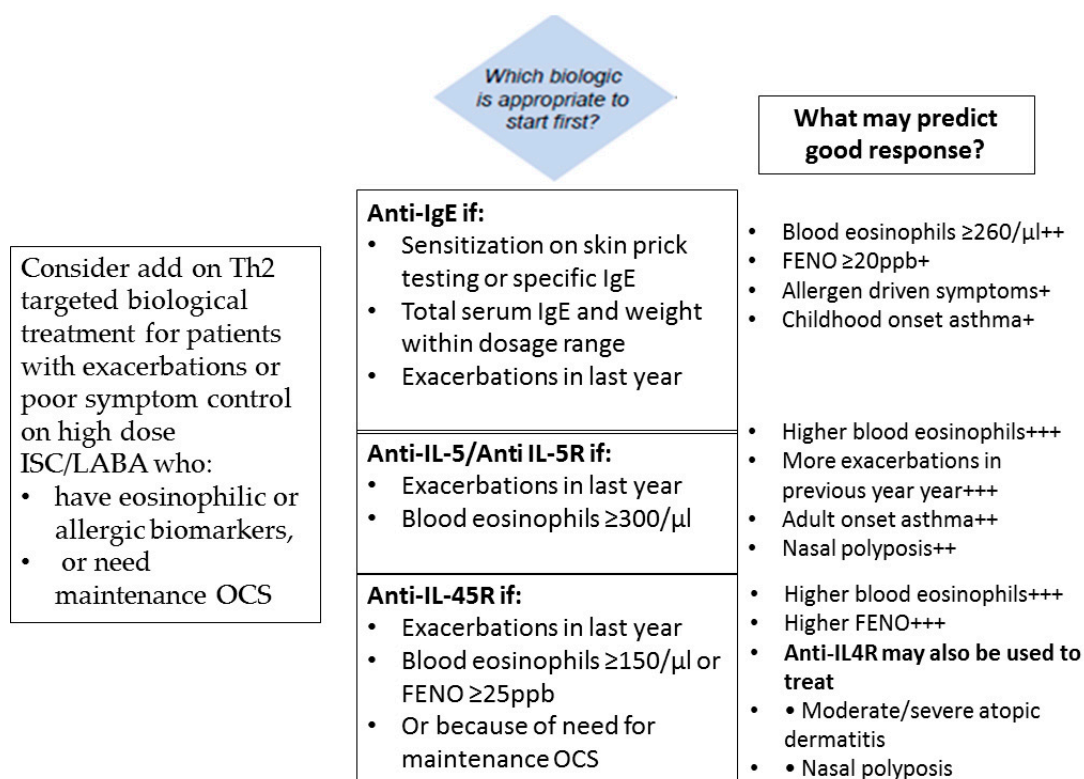 Which biologic
is appropriate to
start first?
What may predict
good response?
Consider add on Th2
targeted biological
treatment for patients
with exacerbations or
poor symptom control
on high dose
ISC/LABA who:
• have eosinophilic or
allergic biomarkers,
• or need
maintenance OCS
Anti-IgE if:
• Sensitization on skin prick
testing or specific IgE
• Total serum IgE and weight
within dosage range
• Exacerbations in last year
• Blood eosinophils ≥260/μl++
• FENO ≥20ppb+
• Allergen driven symptoms+
• Childhood onset asthma+
Anti-IL-5/Anti IL-5R if:
• Exacerbations in last year
• Blood eosinophils ≥300/μl
• Higher blood eosinophils+++
• More exacerbations in
previous year year+++
• Adult onset asthma++
• Nasal polyposis++
Anti-IL-45R if:
• Exacerbations in last year
• Blood eosinophils ≥150/μl or
FENO ≥25ppb
• Or because of need for
maintenance OCS
• Higher blood eosinophils+++
• Higher FENO+++
• Anti-IL4R may also be used to
treat
• • Moderate/severe atopic
dermatitis
• • Nasal polyposis